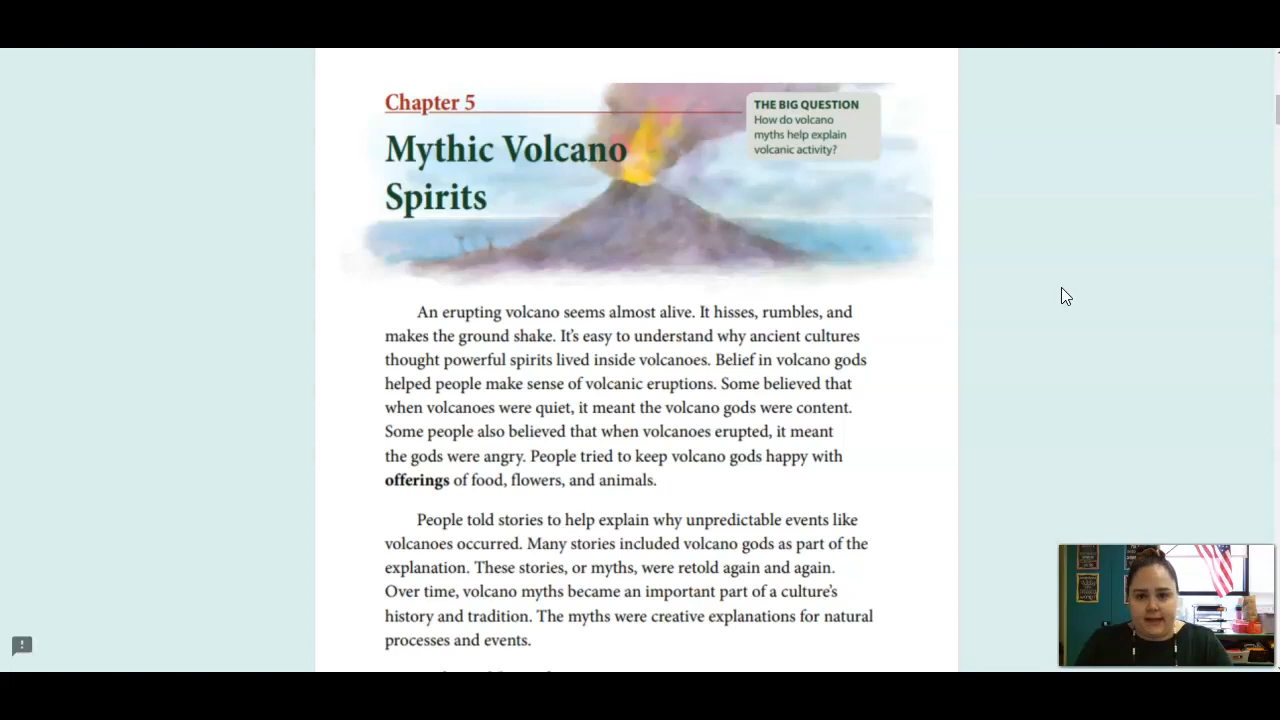 Chapter 5
Mythic Volcano
Spirits
THE BIG QUESTION
How do volcano
myths help explain
volcanic activity?
An erupting volcano seems almost alive. It hisses, rumbles, and
makes the ground shake. It's easy to understand why ancient cultures
thought powerful spirits lived inside volcanoes. Belief in volcano gods
helped people make sense of volcanic eruptions. Some believed that
when volcanoes were quiet, it meant the volcano gods were content.
Some people also believed that when volcanoes erupted, it meant
the gods were angry. People tried to keep volcano gods happy with
offerings of food, flowers, and animals.
People told stories to help explain why unpredictable events like
volcanoes occurred. Many stories included volcano gods as part of the
explanation. These stories, or myths, were retold again and again.
Over time, volcano myths became an important part of a culture's
history and tradition. The myths were creative explanations for natural
processes and events.